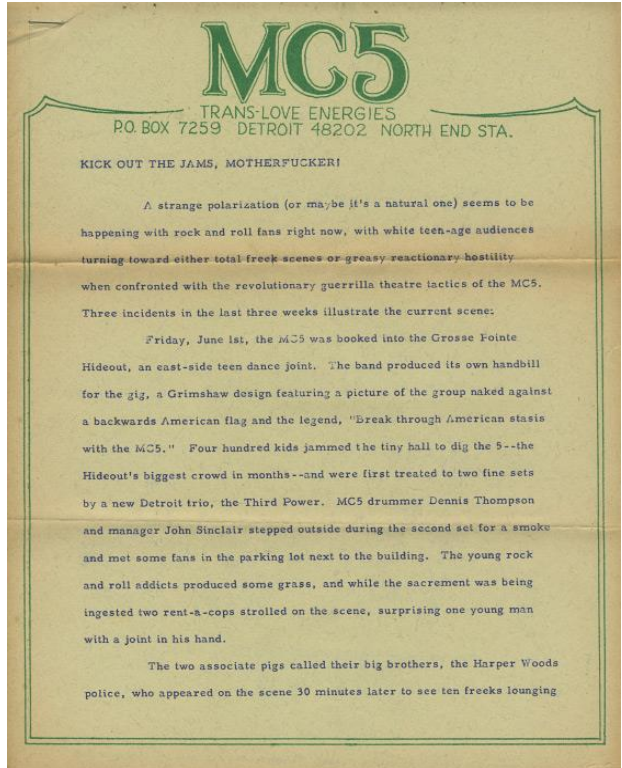 MC5
TRANS-LOVE ENERGIES
P.O. BOX 7259 DETROIT 48202 NORTH END STA.
KICK OUT THE JAMS, MOTHERFUCKER!
A strange polarization (or maybe it's a natural one) seems to be
happening with rock and roll fans right now, with white teen-age audiences
turning toward either total freek scenes or greasy reactionary hostility
when confronted with the revolutionary guerrilla theatre tactics of the MC5.
Three incidents in the last three weeks illustrate the current scene:
Friday, June 1st, the MC5 was booked into the Grosse Pointe
Hideout, an east-side teen dance joint. The band produced its own handbill
for the gig, a Grimshaw design featuring a picture of the group naked against
a backwards American flag and the legend, "Break through American stasis
with the MC5." Four hundred kids jammed the tiny hall to dig the 5--the
Hideout's biggest crowd in months--and were first treated to two fine sets
by a new Detroit trio, the Third Power. MC5 drummer Dennis Thompson
and manager John Sinclair stepped outside during the second set for a smoke
and met some fans in the parking lot next to the building. The young rock
and roll addicts produced some grass, and while the sacrement was being
ingested two rent-a-cops strolled on the scene, surprising one young man
with a joint in his hand.
The two associate pigs called their big brothers, the Harper Woods
police, who appeared on the scene 30 minutes later to see ten freeks lounging